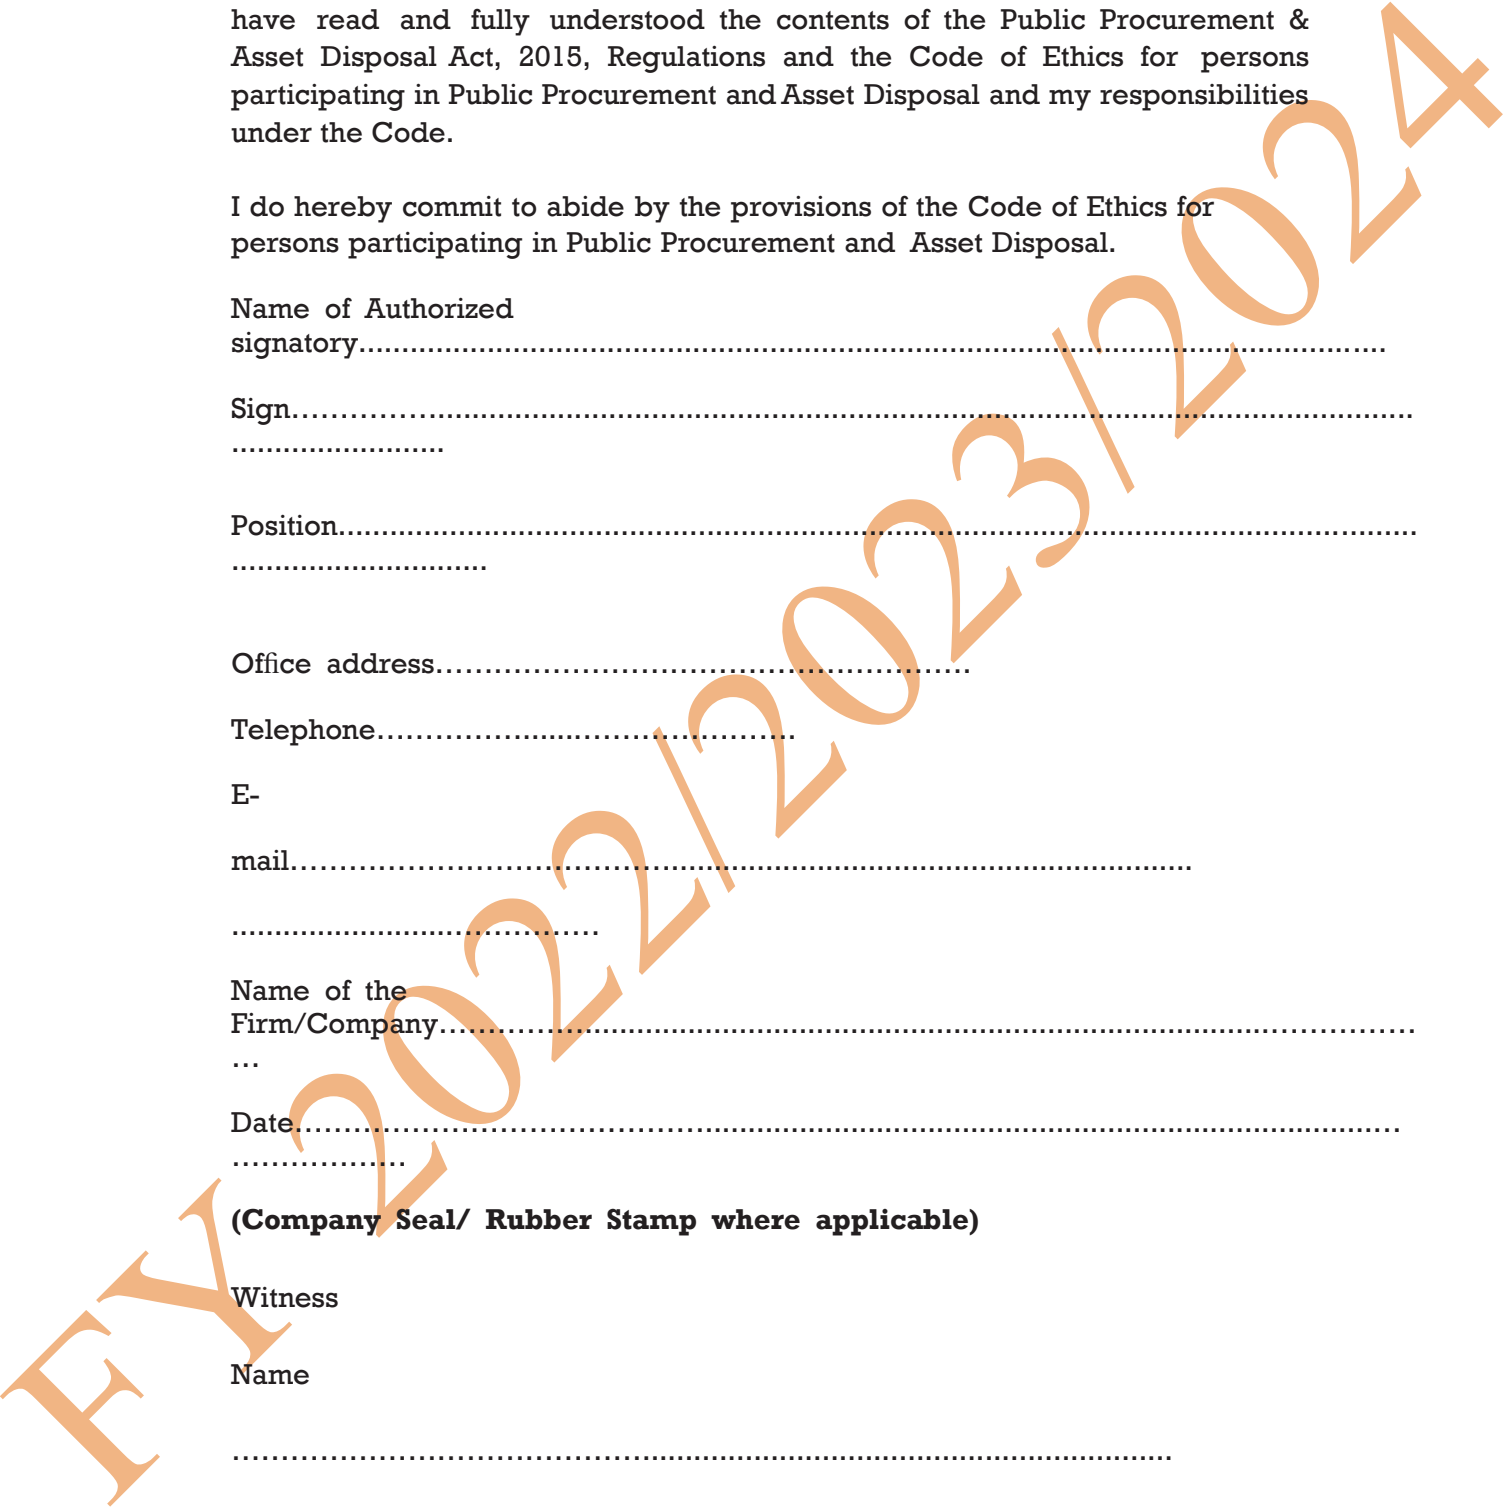 have read and fully understood the contents of the Public Procurement &
Asset Disposal Act, 2015, Regulations and the Code of Ethics for persons
participating in Public Procurement and Asset Disposal and my responsibilities
under the Code.
I do hereby commit to abide by the provisions of the Code of Ethics for
persons participating in Public Procurement and Asset Disposal.
Name of Authorized
signatory........................................................................................................................
Sign……………...................................................................................................................
.........................
Position..............................................................................................................................
..............................
Office address……………………………………………….
Telephone……………........…………………
E-
mail…………………………………...............................................................
............................……………
Name of the
Firm/Company……………...............................................................................……………
…
Date……………………………………..............................................................................…
………………
(Company Seal/ Rubber Stamp where applicable)
Witness
Name
……………………………………..............................................................
FY 2022/2023/2024